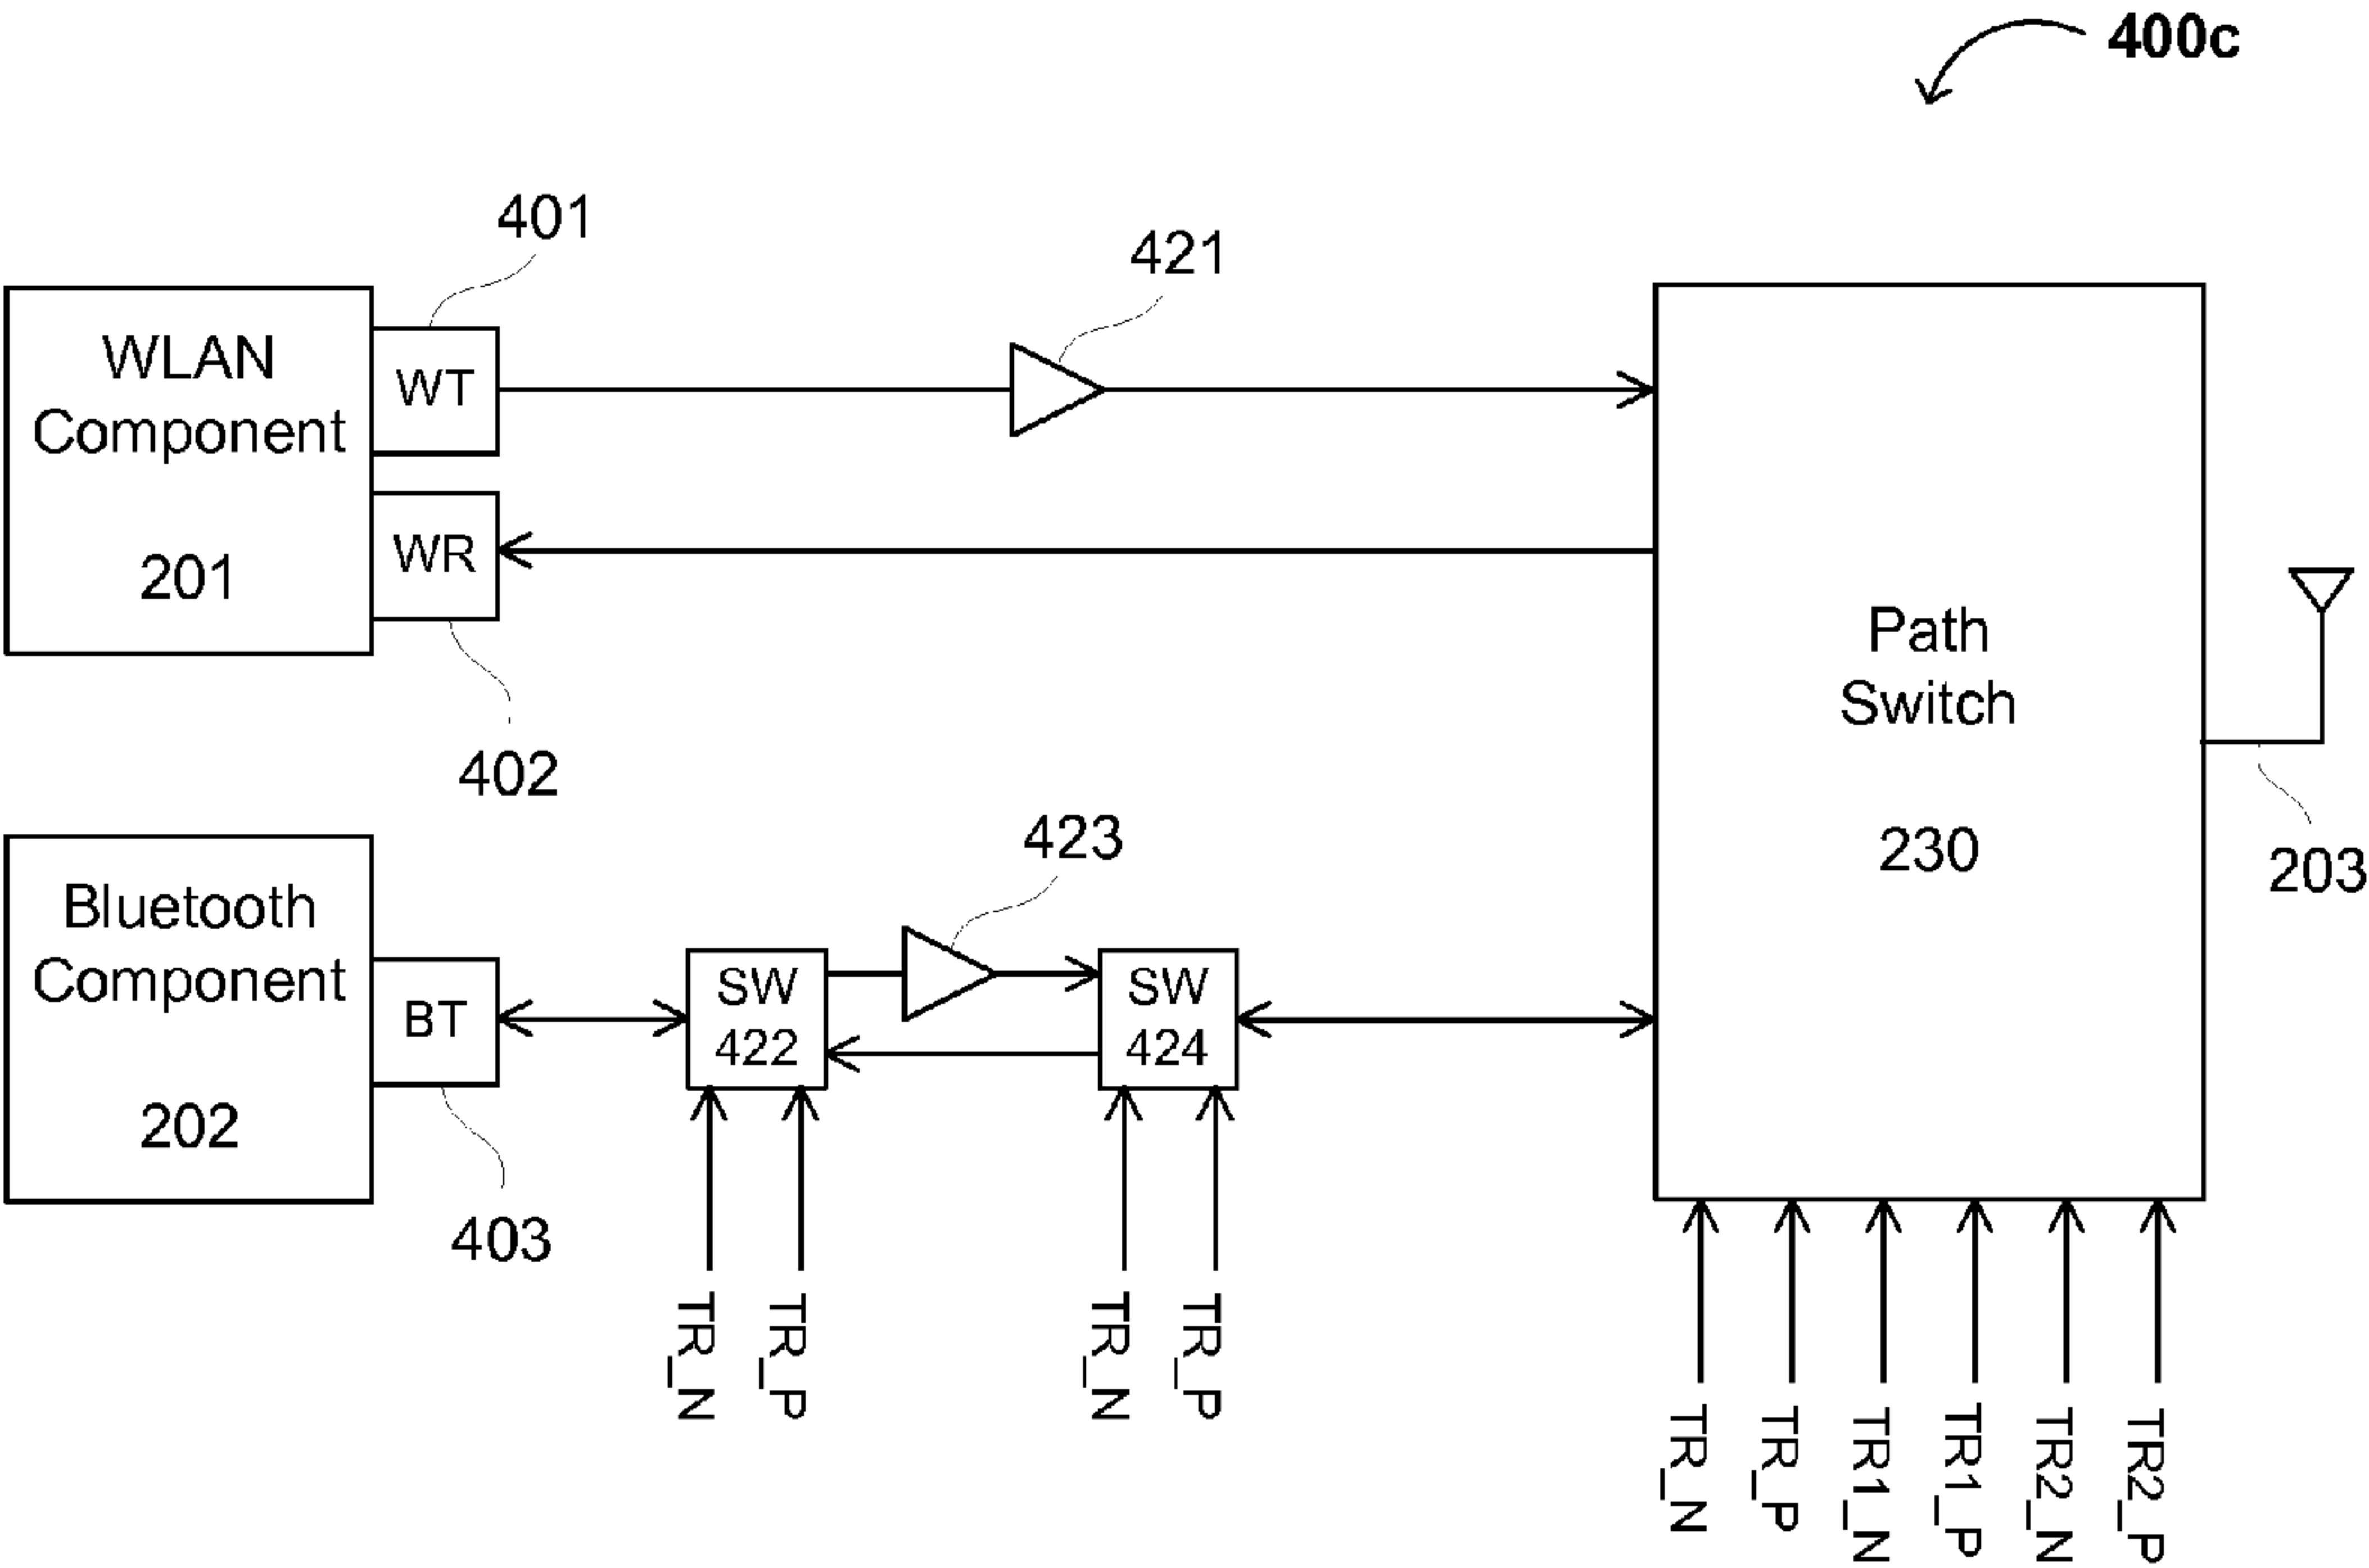 400c
401
421
WLAN
Component
201
WT
WR
402
Path
Switch
230
203
423
Bluetooth
Component
202
BT
403
SW
422
SW
424
TR_N
TR_P
TR_N
TR_P
TR_N
TR_P
TR1_N
TR1_P
TR2_N
TR2_P